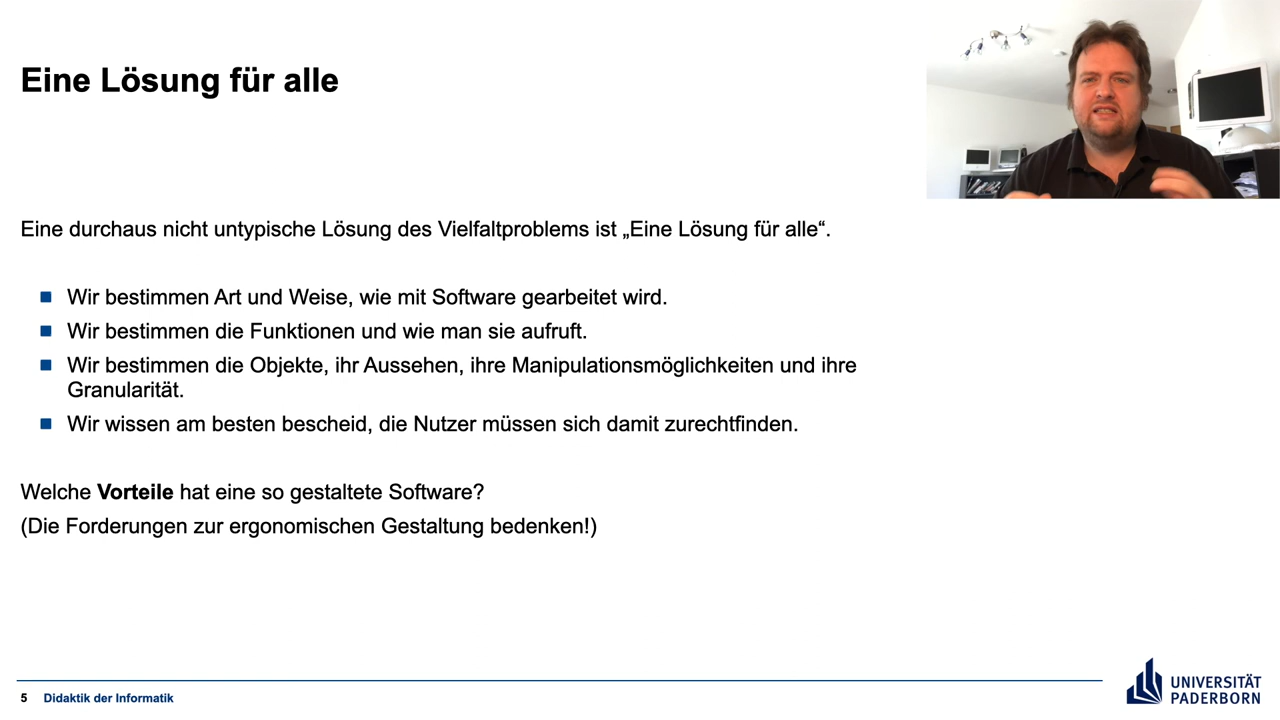 Eine Lösung für alle
Eine durchaus nicht untypische Lösung des Vielfaltproblems ist „Eine Lösung für alle“.
Wir bestimmen Art und Weise, wie mit Software gearbeitet wird.
Wir bestimmen die Funktionen und wie man sie aufruft.
Wir bestimmen die Objekte, ihr Aussehen, ihre Manipulationsmöglichkeiten und ihre
Granularität.
Wir wissen am besten bescheid, die Nutzer müssen sich damit zurechtfinden.
Welche Vorteile hat eine so gestaltete Software?
(Die Forderungen zur ergonomischen Gestaltung bedenken!)
5 Didaktik der Informatik
UNIVERSITÄT
PADERBORN